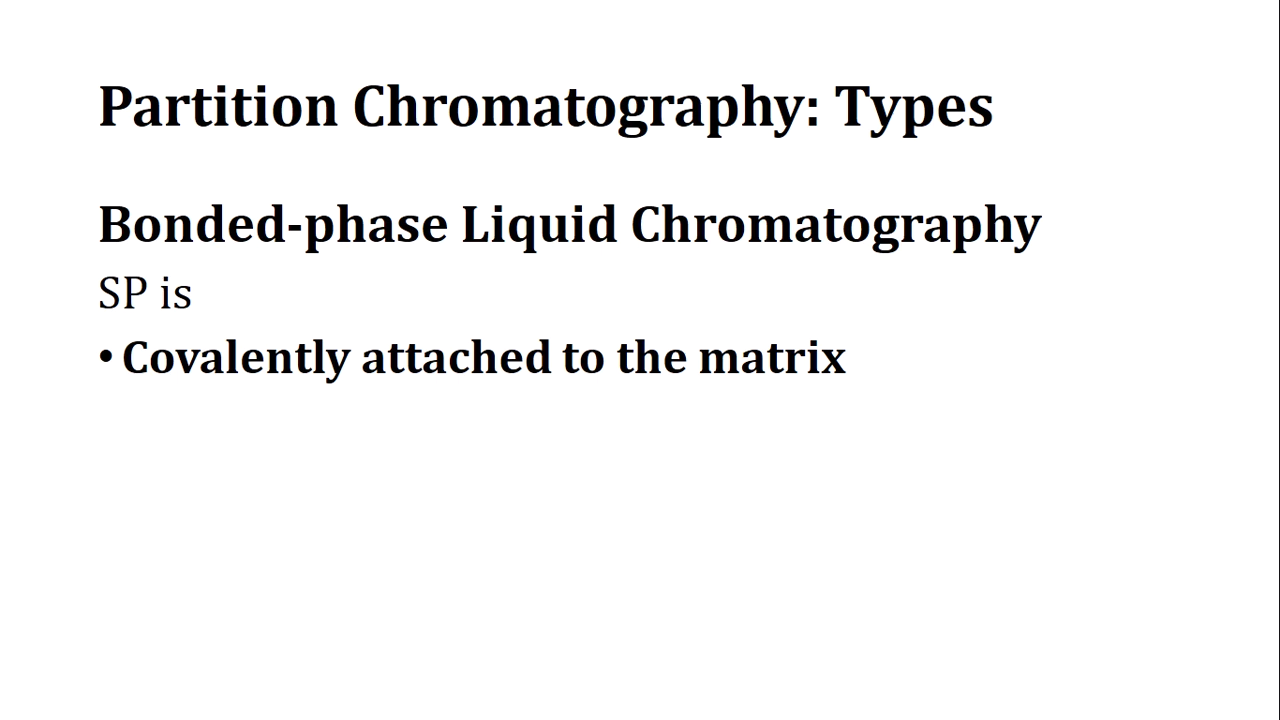 Partition Chromatography: Types
Bonded-phase Liquid Chromatography
SP is
• Covalently attached to the matrix